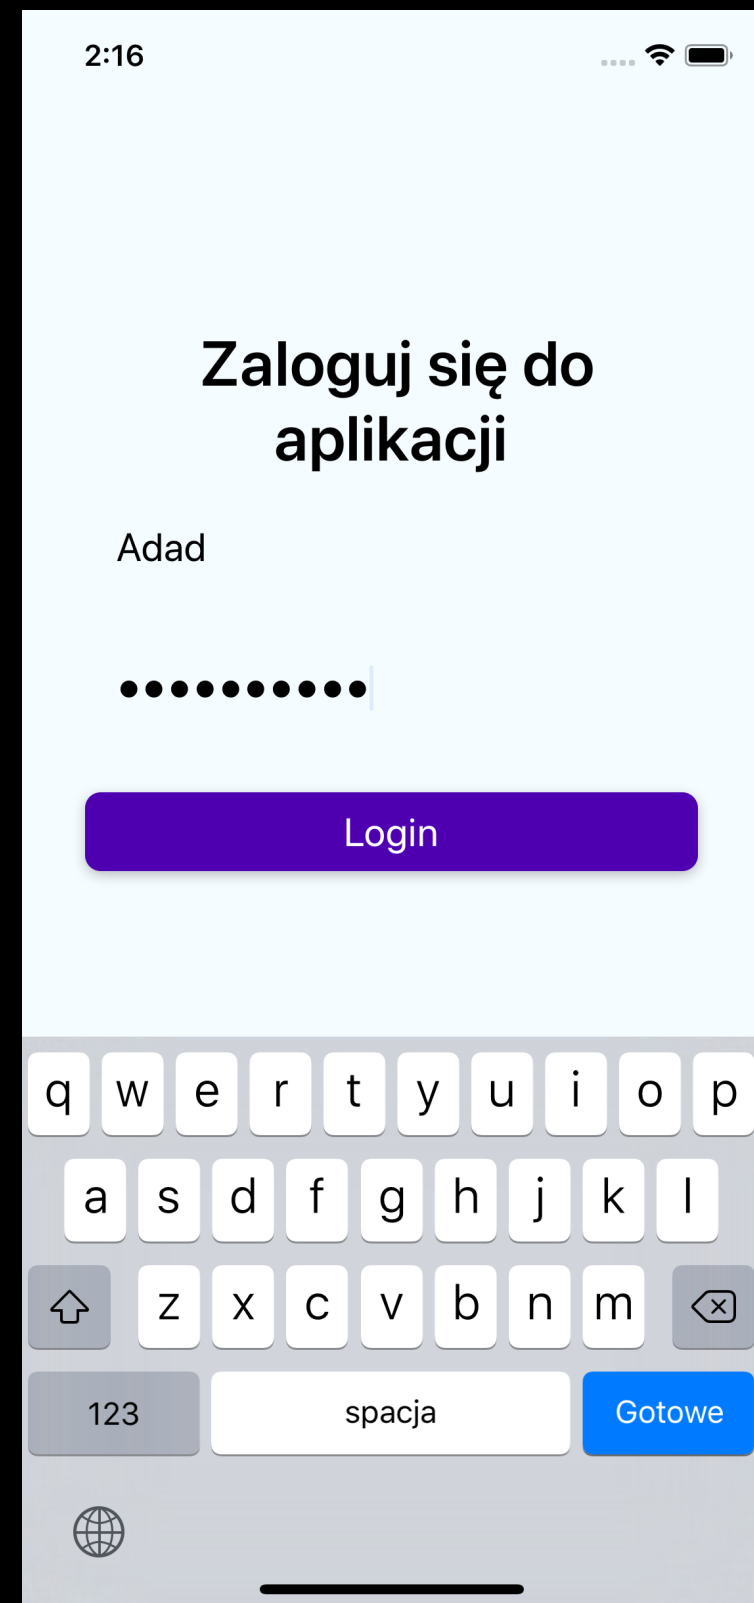 2:16
Zaloguj się do
aplikacji
Adad
••••••••••
Login
q w e r t y u i o p
a s d f g h j k l
z x c v b n m
123 spacja Gotowe